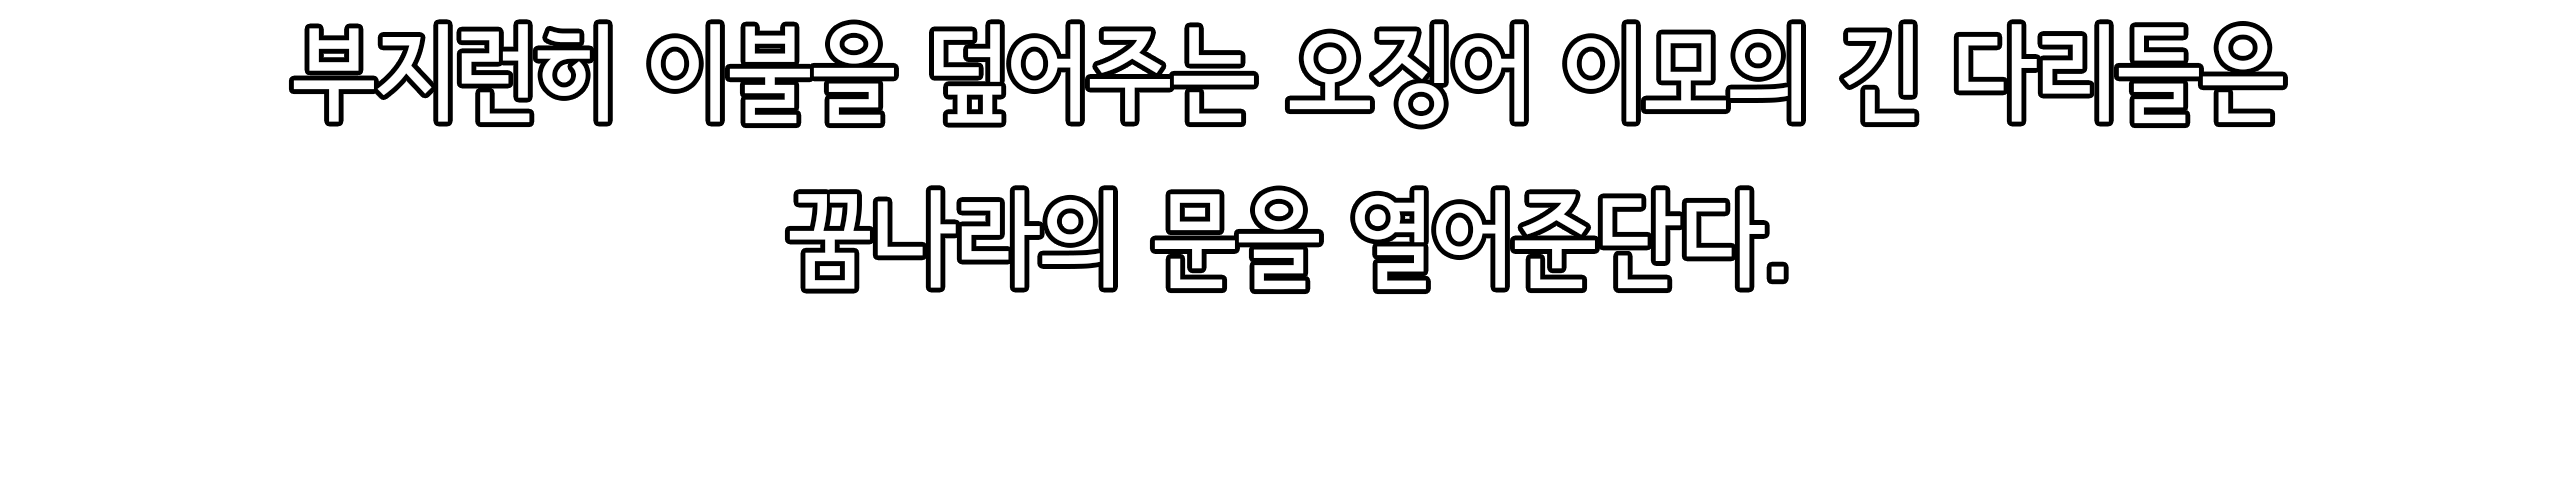 부지란히 이불을 덮어주는 오징어 이모의 긴 다리들은
꿈나라의 문을 열어준단다.